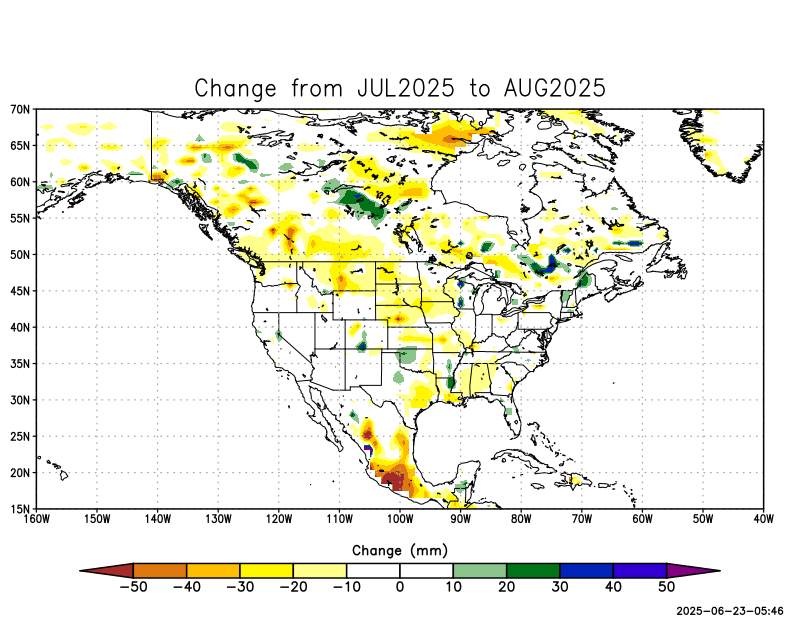 Change from JUL2025 to AUG2025
70N
65N
60N
55N
50N
45N
40N
35N
30N
25N
20N
15N
160W 150W 140W 130W 120W 110W 100W 90W 80W 70W 60W 50W 40W
Change (mm)
−50 −40 −30 −20 −10 0 10 20 30 40 50
2025-06-23-05:46